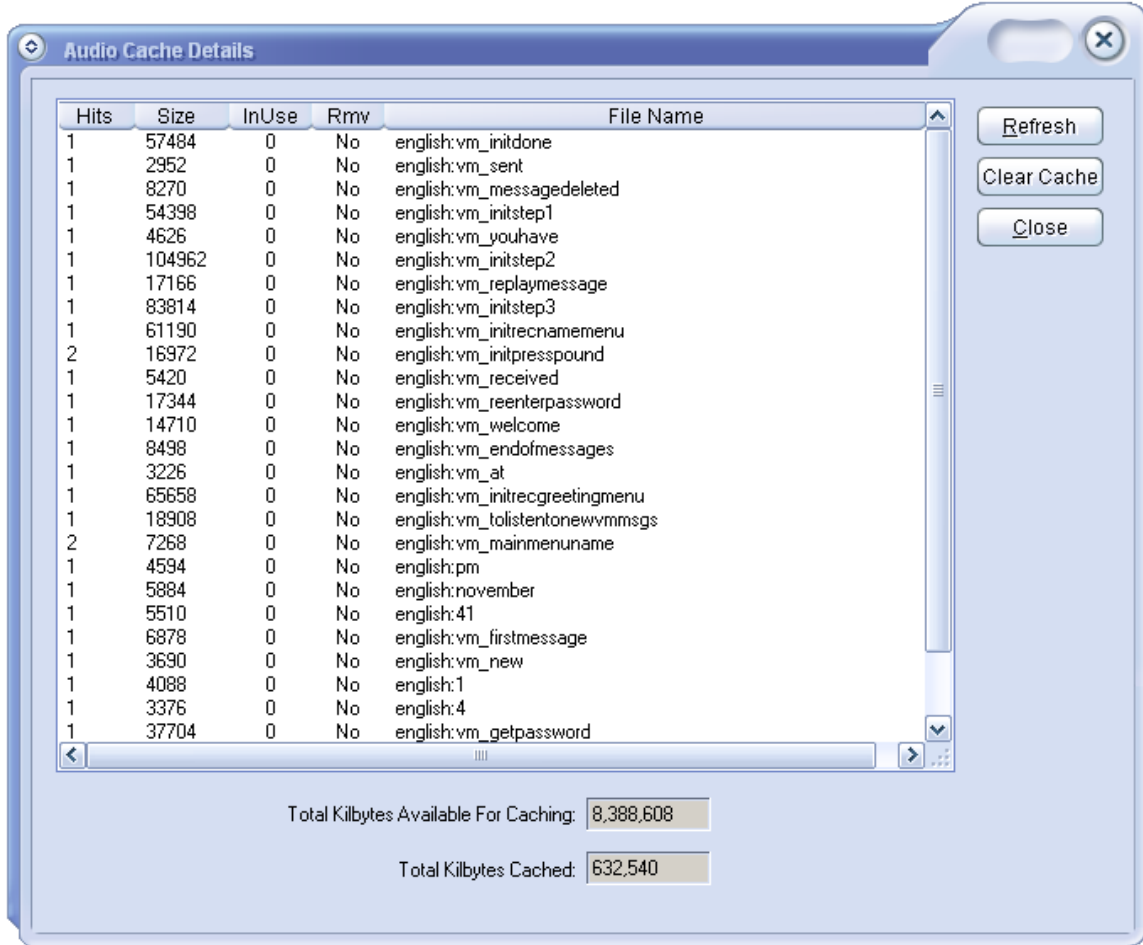 Audio Cache Details
Hits Size InUse Rmv File Name
1 57484 0 No english:vm_initdone
1 2952 0 No english:vm_sent
1 8270 0 No english:vm_messagedeleted
1 54398 0 No english:vm_initstep1
1 4626 0 No english:vm_youhave
1 104962 0 No english:vm_initstep2
1 17166 0 No english:vm_replaymessage
1 83814 0 No english:vm_initstep3
1 61190 0 No english:vm_initrecnamemenu
2 16972 0 No english:vm_initpresspound
1 5420 0 No english:vm_received
1 17344 0 No english:vm_reenterpassword
1 14710 0 No english:vm_welcome
1 8498 0 No english:vm_endofmessages
1 3226 0 No english:vm_at
1 65658 0 No english:vm_initrecgreetingmenu
1 18908 0 No english:vm_tolistentonewvmmsgs
2 7268 0 No english:vm_mainmenuname
1 4594 0 No english:pm
1 5884 0 No english:november
1 5510 0 No english:41
1 6878 0 No english:vm_firstmessage
1 3690 0 No english:vm_new
1 4088 0 No english:1
1 3376 0 No english:4
1 37704 0 No english:vm_getpassword
Refresh
Clear Cache
Close
Total Kilbytes Available For Caching: 8,388,608
Total Kilbytes Cached: 632,540